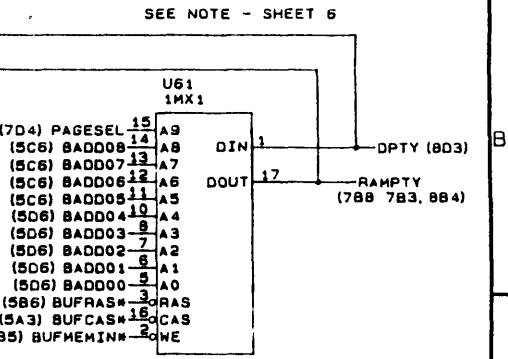 SEE NOTE - SHEET 6
U61
1MX1
(7D4) PAGESEL 15 A9
(5C6) BADD08 14 A8 DIN 1 DPTY (8D3)
(5C6) BADD07 13 A7
(5C6) BADD06 12 A6 DOUT 17 RAMPTY
(5C6) BADD05 11 A5 (7B8 7B3, 8B4)
(5D6) BADD04 10 A4
(5D6) BADD03 8 A3
(5D6) BADD02 7 A2
(5D6) BADD01 6 A1
(5D6) BADD00 5 A0
(5B6) BUFRAS* 3 RAS
(5A3) BUFCAS* 16 CAS
B5) BUFMEMIN* 2 WE
B